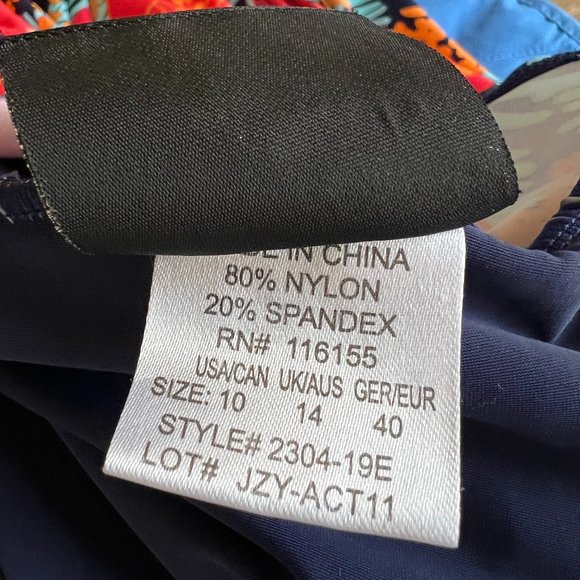 IN CHINA
80% NYLON
20% SPANDEX
RN# 116155
USA/CAN UK/AUS GER/EUR
SIZE: 10 14 40
STYLE# 2304-19E
LOT# JZY-ACT11